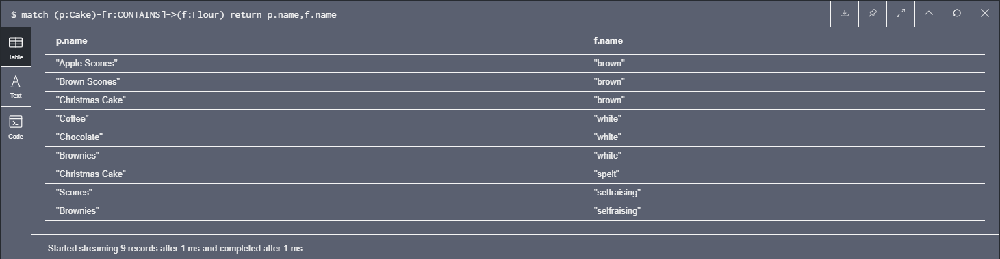 $ match (p:Cake)-[r:CONTAINS]->(f:Flour) return p.name,f.name
Table
Text
Code
p.name f.name
"Apple Scones" "brown"
"Brown Scones" "brown"
"Christmas Cake" "brown"
"Coffee" "white"
"Chocolate" "white"
"Brownies" "white"
"Christmas Cake" "spelt"
"Scones" "selfraising"
"Brownies" "selfraising"
Started streaming 9 records after 1 ms and completed after 1 ms.